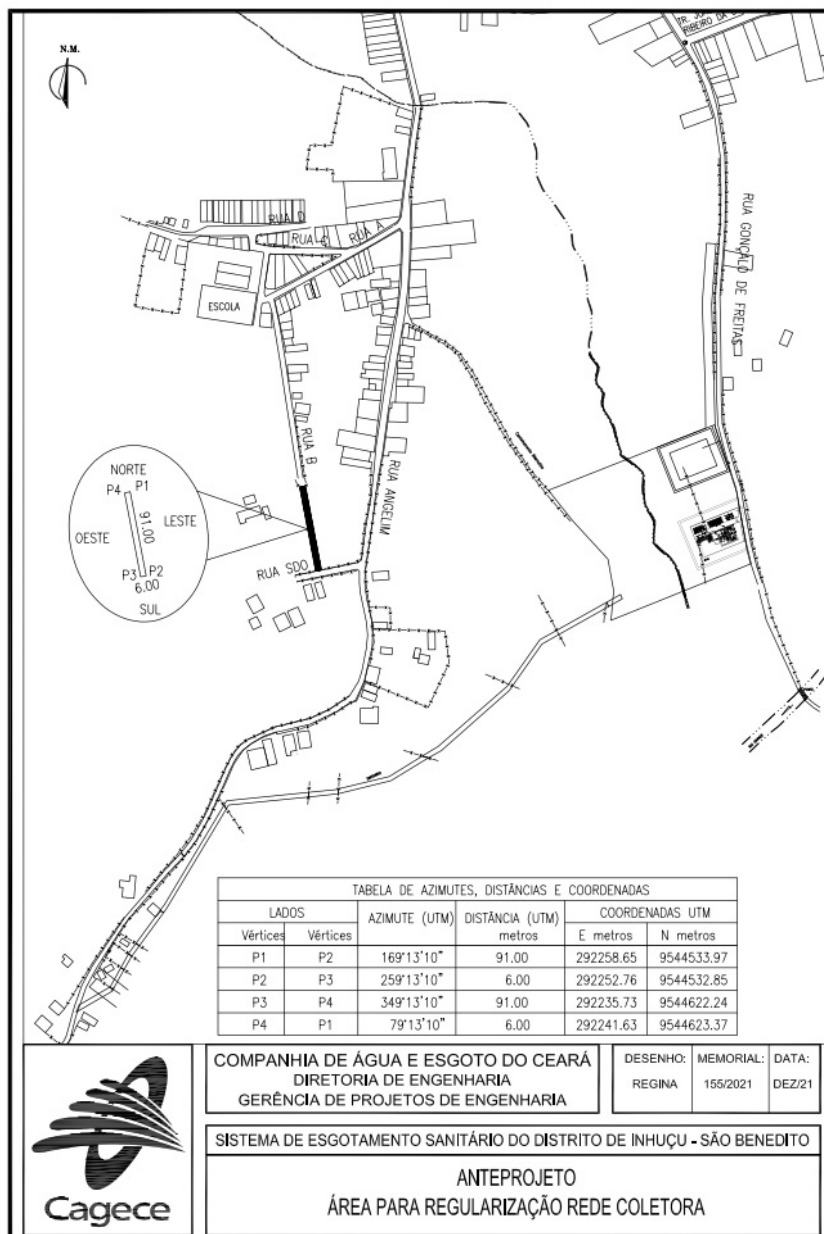 N.M.
RIBEIRO DA
RUA GONÇALO DE FREITAS
RUA D
RUA C
RUA A
ESCOLA
RUA B
RUA ANGELIM
NORTE
P4 P1
91.00
OESTE
LESTE
P3 P2
6.00
SUL
RUA SDO
TABELA DE AZIMUTES, DISTÂNCIAS E COORDENADAS
LADOS AZIMUTE (UTM) DISTÂNCIA (UTM) metros COORDENADAS UTM
Vértices Vértices E metros N metros
P1 P2 169°13'10" 91.00 292258.65 9544533.97
P2 P3 259°13'10" 6.00 292252.76 9544532.85
P3 P4 349°13'10" 91.00 292235.73 9544622.24
P4 P1 79°13'10" 6.00 292241.63 9544623.37
Cagece
COMPANHIA DE ÁGUA E ESGOTO DO CEARÁ
DIRETORIA DE ENGENHARIA
GERÊNCIA DE PROJETOS DE ENGENHARIA
DESENHO: MEMORIAL: DATA:
REGINA 155/2021 DEZ/21
SISTEMA DE ESGOTAMENTO SANITÁRIO DO DISTRITO DE INHUÇU - SÃO BENEDITO
ANTEPROJETO
ÁREA PARA REGULARIZAÇÃO REDE COLETORA